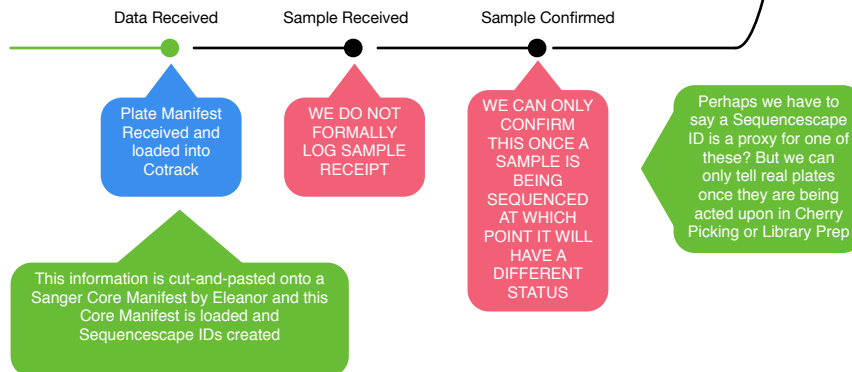 Data Received
Sample Received
Sample Confirmed
Plate Manifest
Received and
loaded into
Cotrack
WE DO NOT
FORMALLY
LOG SAMPLE
RECEIPT
WE CAN ONLY
CONFIRM
THIS ONCE A
SAMPLE IS
BEING
SEQUENCED
AT WHICH
POINT IT WILL
HAVE A
DIFFERENT
STATUS
Perhaps we have to
say a Sequencescape
ID is a proxy for one of
these? But we can
only tell real plates
once they are being
acted upon in Cherry
Picking or Library Prep
This information is cut-and-pasted onto a
Sanger Core Manifest by Eleanor and this
Core Manifest is loaded and
Sequencescape IDs created